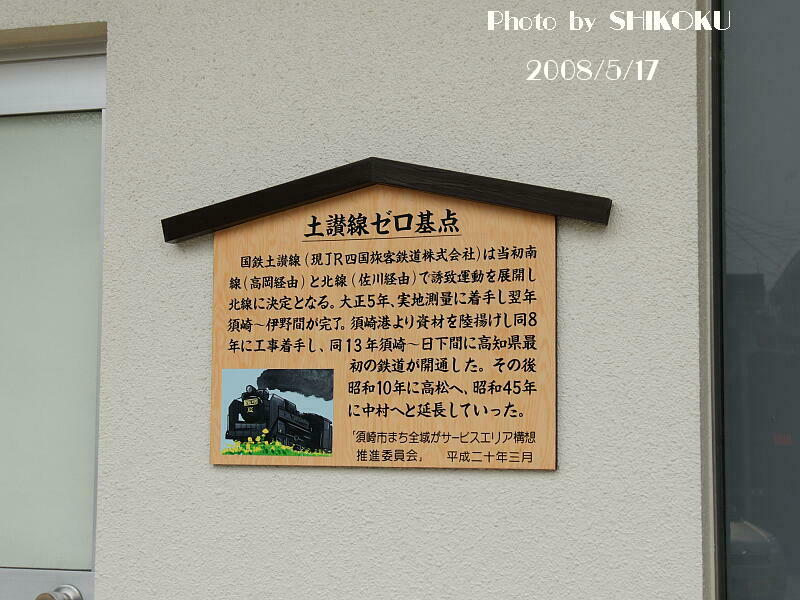 Photo by SHIKOKU
2008/5/17
土讃線ゼロ基点
国鉄土讃線(現JR四国旅客鉄道株式会社)は当初南
線(高岡経由)と北線(佐川経由)で誘致運動を展開し
北線に決定となる。大正5年、実地測量に着手し翌年
須崎〜伊野間が完了。須崎港より資材を陸揚げし同8
年に工事着手し、同13年須崎〜日下間に高知県最
初の鉄道が開通した。その後
昭和10年に高松へ、昭和45年
に中村へと延長していった。
「須崎市まち全域がサービスエリア構想
推進委員会」 平成二十年三月